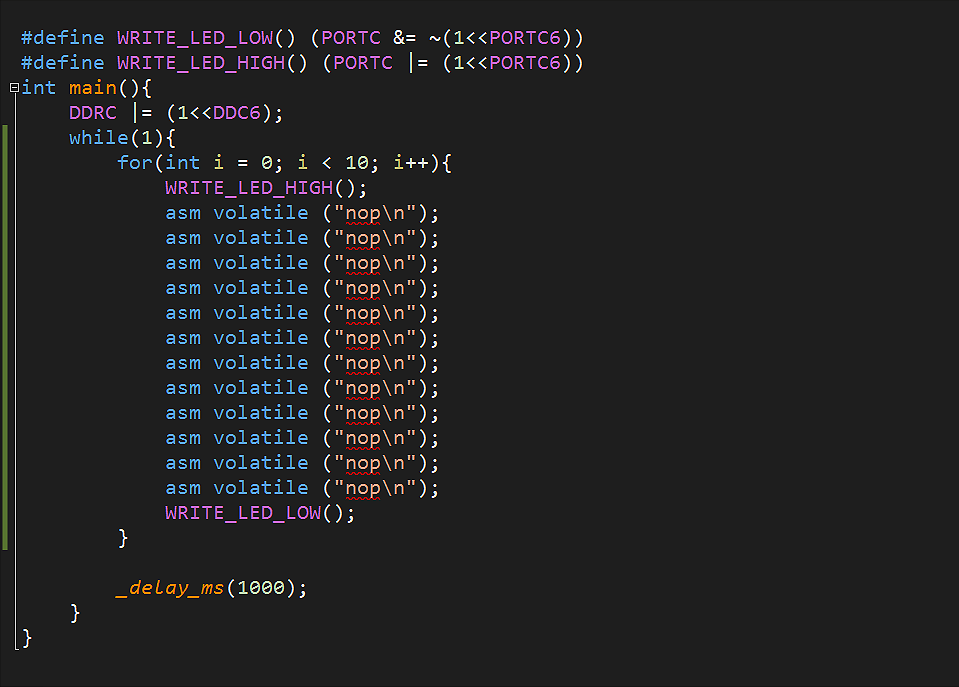 #define WRITE_LED_LOW() (PORTC &= ~(1<<PORTC6))
#define WRITE_LED_HIGH() (PORTC |= (1<<PORTC6))
int main(){
    DDRC |= (1<<DDC6);
    while(1){
        for(int i = 0; i < 10; i++){
            WRITE_LED_HIGH();
            asm volatile ("nop\n");
            asm volatile ("nop\n");
            asm volatile ("nop\n");
            asm volatile ("nop\n");
            asm volatile ("nop\n");
            asm volatile ("nop\n");
            asm volatile ("nop\n");
            asm volatile ("nop\n");
            asm volatile ("nop\n");
            asm volatile ("nop\n");
            asm volatile ("nop\n");
            asm volatile ("nop\n");
            WRITE_LED_LOW();
        }

        _delay_ms(1000);
    }
}